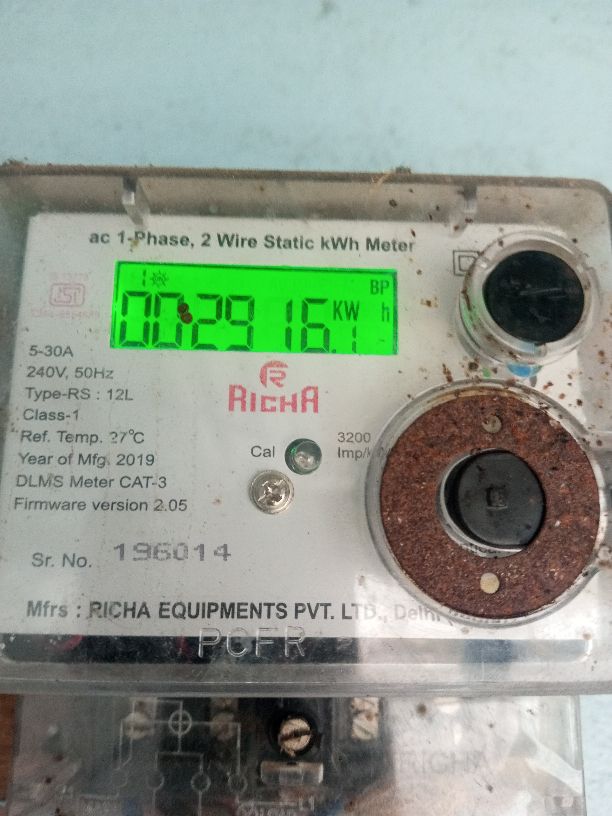 ac 1-Phase, 2 Wire Static kWh Meter
1 BP
002916.1 KW h
RICHA
5-30A
240V, 50Hz
Type-RS : 12L
Class-1
Ref. Temp. 27°C
Year of Mfg. 2019
DLMS Meter CAT-3
Firmware version 2.05
Cal
3200
Sr. No. 196014
Mfrs : RICHA EQUIPMENTS PVT. LTD., Delhi
RICHA